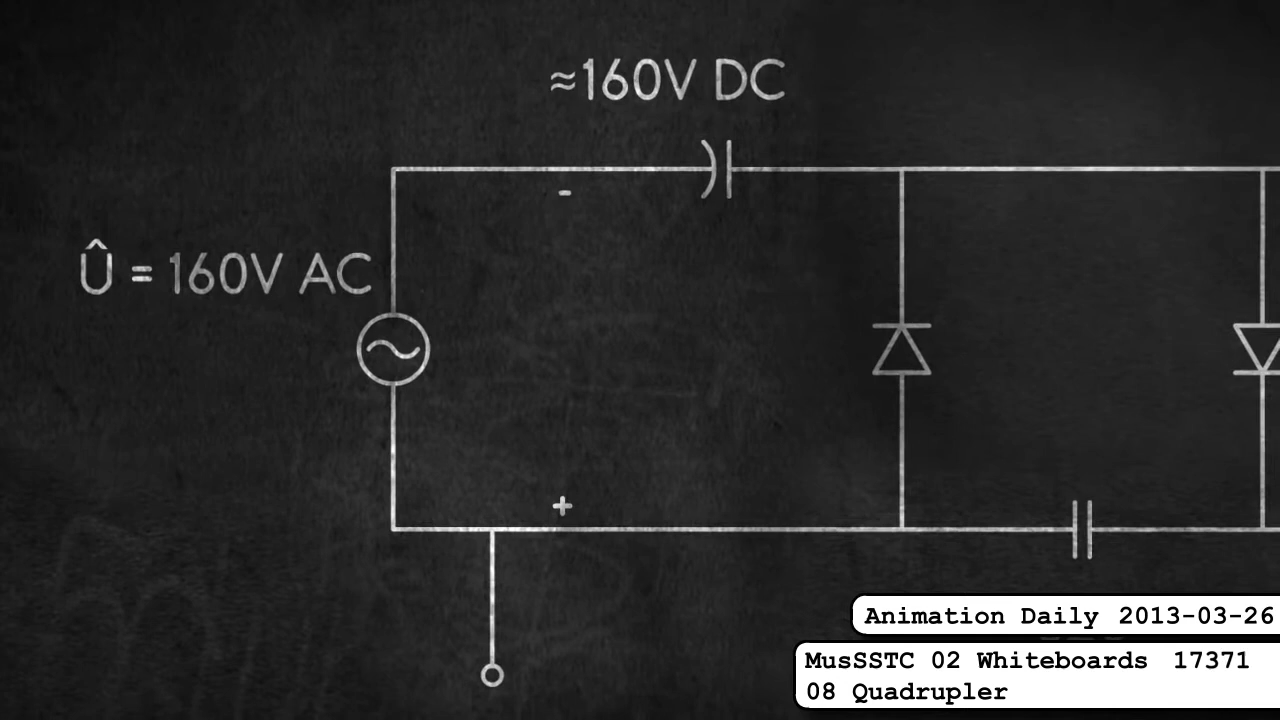 ≈160V DC
-
Û = 160V AC
+
Animation Daily 2013-03-26
MusSSTC 02 Whiteboards 17371
08 Quadrupler